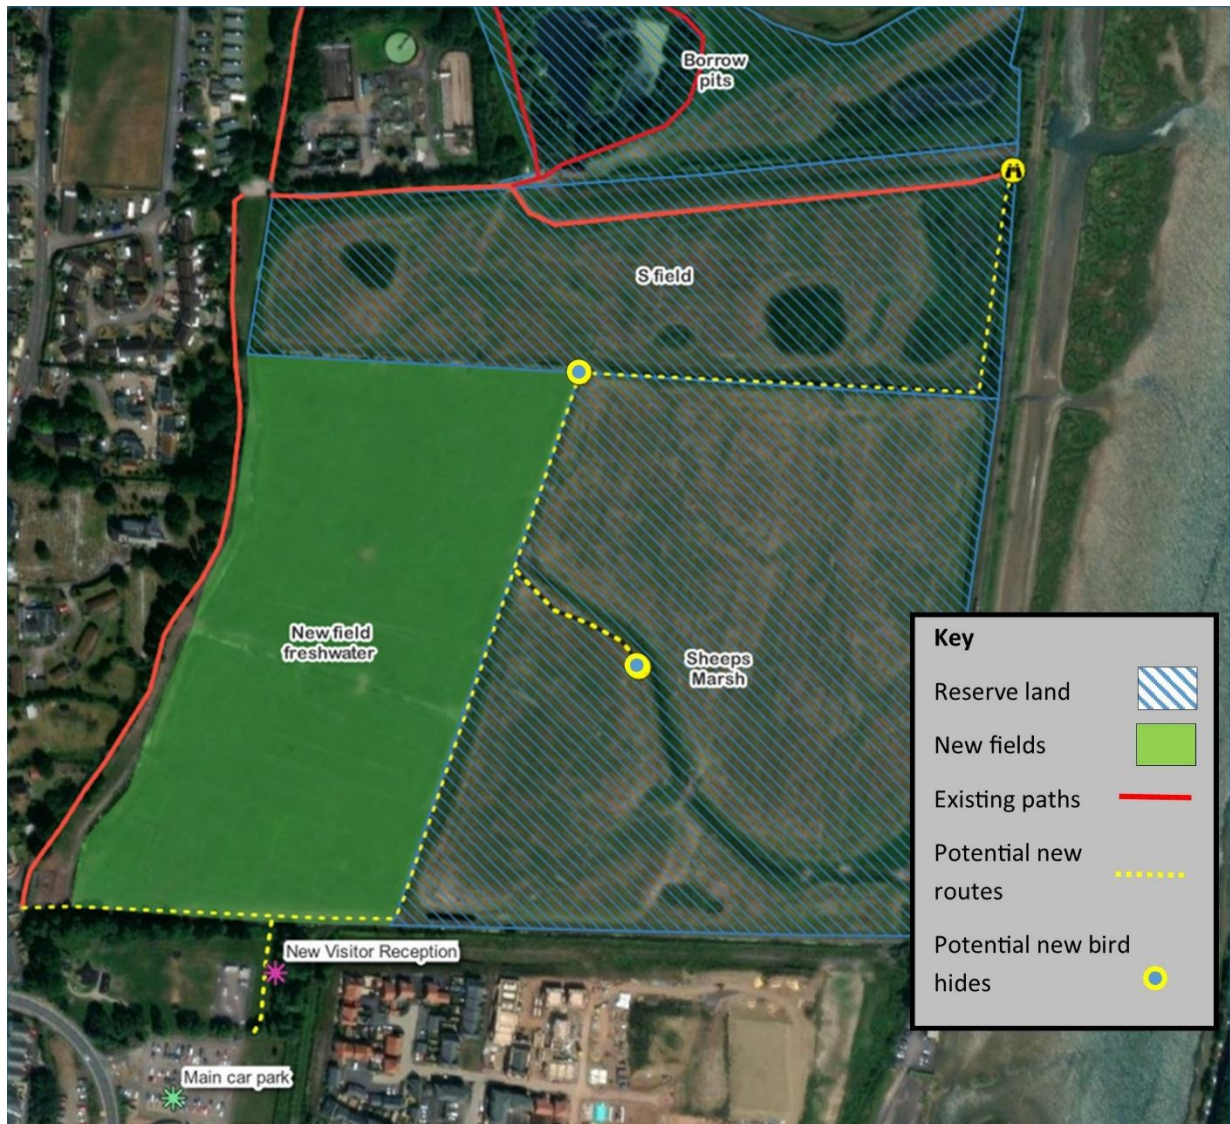 Borrow
pits
S field
New field
freshwater
Sheeps
Marsh
New Visitor Reception
Main car park
Key
Reserve land
New fields
Existing paths
Potential new
routes
Potential new bird
hides